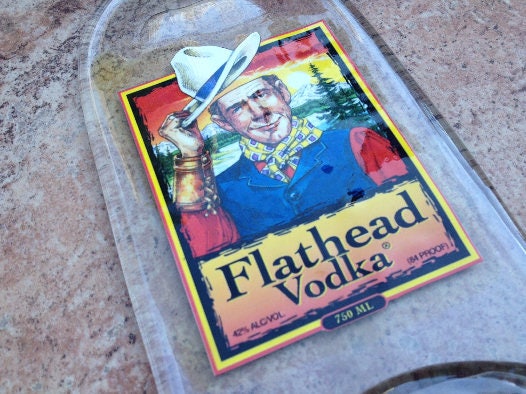 Flathead
Vodka®
42% ALC/VOL.
(84 PROOF)
750 ML